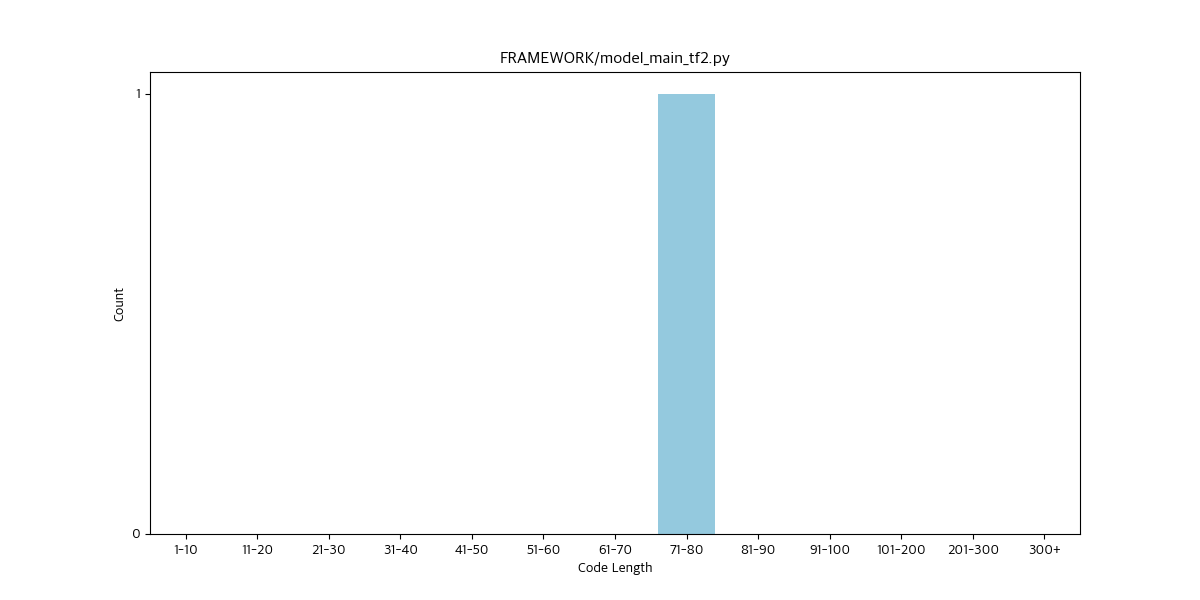 FRAMEWORK/model_main_tf2.py
1
Count
0
1-10 11-20 21-30 31-40 41-50 51-60 61-70 71-80 81-90 91-100 101-200 201-300 300+
Code Length